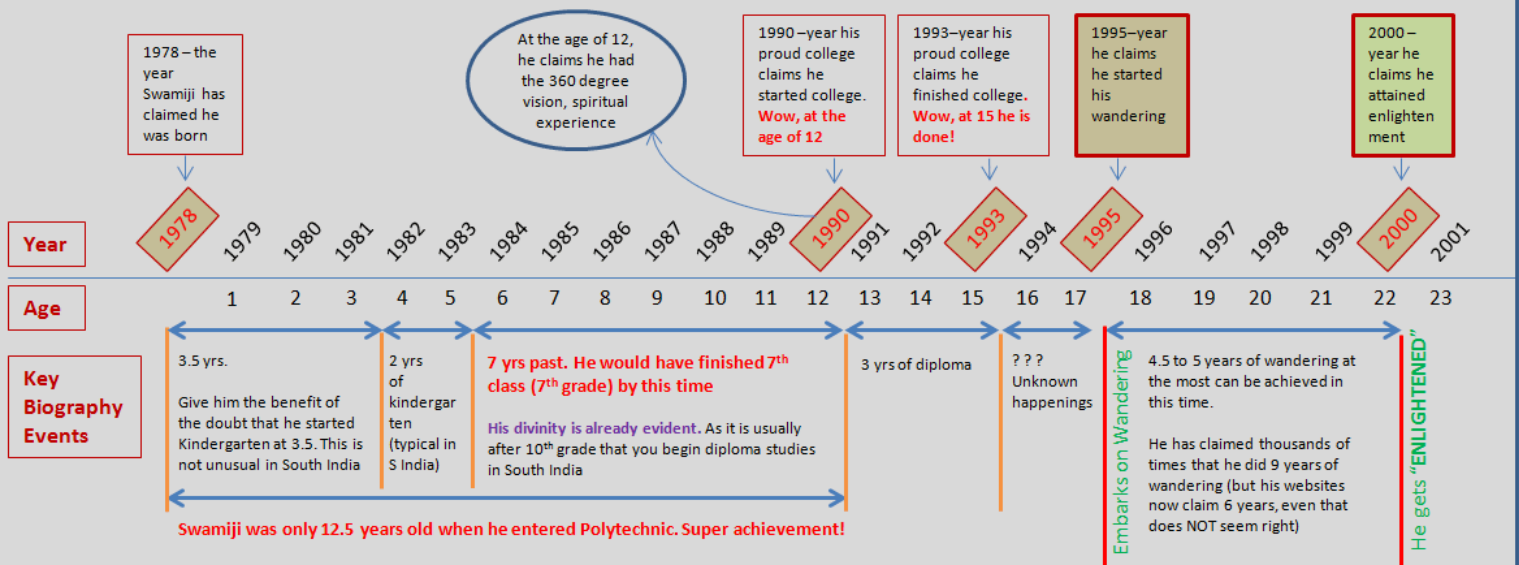 1978 – the
year
Swamiji has
claimed he
was born
At the age of 12,
he claims he had
the 360 degree
vision, spiritual
experience
1990 –year his
proud college
claims he
started college.
Wow, at the
age of 12
1993–year his
proud college
claims he
finished college.
Wow, at 15 he is
done!
1995–year
he claims
he started
his
wandering
2000 –
year he
claims he
attained
enlighten
ment
Year
1978 1979 1980 1981 1982 1983 1984 1985 1986 1987 1988 1989 1990 1991 1992 1993 1994 1995 1996 1997 1998 1999 2000 2001
Age
1 2 3 4 5 6 7 8 9 10 11 12 13 14 15 16 17 18 19 20 21 22 23
Key
Biography
Events
3.5 yrs.
Give him the benefit of
the doubt that he started
Kindergarten at 3.5. This is
not unusual in South India
2 yrs
of
kindergar
ten
(typical in
S India)
7 yrs past. He would have finished 7th
class (7th grade) by this time
His divinity is already evident. As it is usually
after 10th grade that you begin diploma studies
in South India
3 yrs of diploma
? ? ?
Unknown
happenings
Embarks on Wandering
4.5 to 5 years of wandering at
the most can be achieved in
this time.
He has claimed thousands of
times that he did 9 years of
wandering (but his websites
now claim 6 years, even that
does NOT seem right)
He gets "ENLIGHTENED"
Swamiji was only 12.5 years old when he entered Polytechnic. Super achievement!